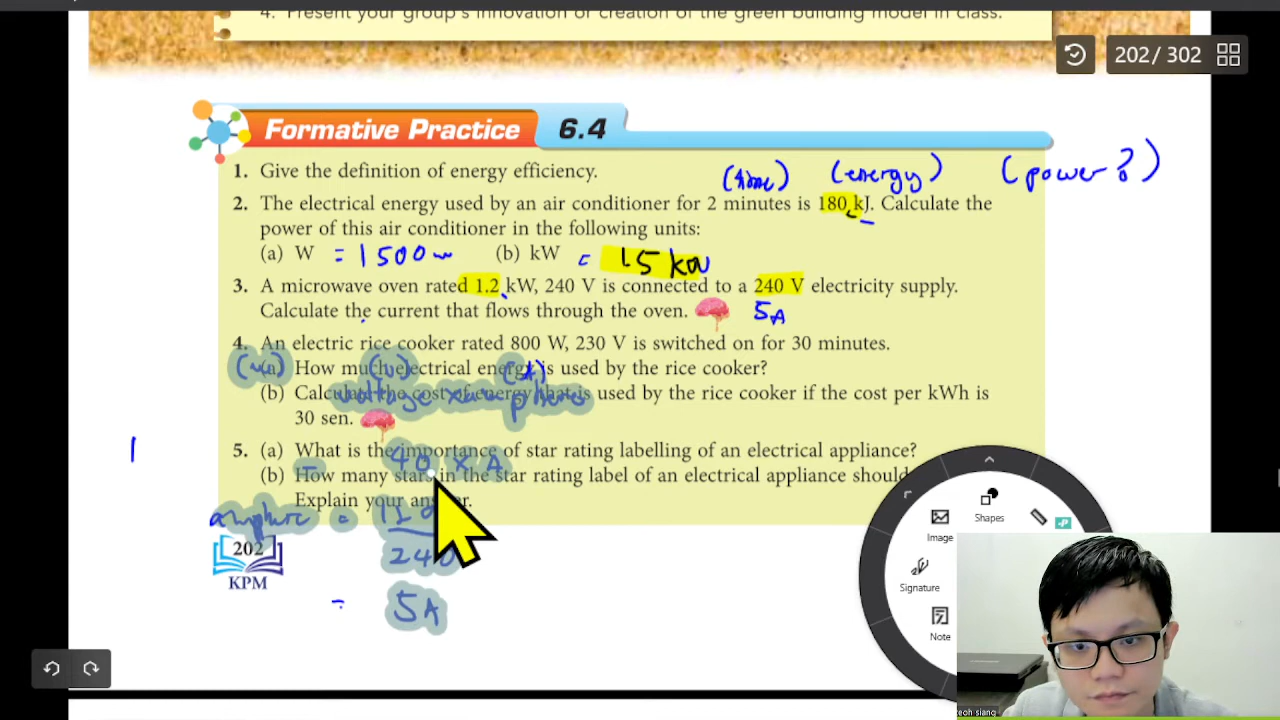 4. Present your group's innovation or creation of the green building model in class.
202 / 302
Formative Practice 6.4
1. Give the definition of energy efficiency.
(time) (energy) (power?)
2. The electrical energy used by an air conditioner for 2 minutes is 180 kJ. Calculate the
power of this air conditioner in the following units:
(a) W = 1500w (b) kW = 1.5 kW
3. A microwave oven rated 1.2 kW, 240 V is connected to a 240 V electricity supply.
Calculate the current that flows through the oven. 5A
4. An electric rice cooker rated 800 W, 230 V is switched on for 30 minutes.
(a) How much electrical energy is used by the rice cooker?
(b) Calculate the cost of energy that is used by the rice cooker if the cost per kWh is
30 sen.
5. (a) What is the importance of star rating labelling of an electrical appliance?
40 x A
(b) How many stars in the star rating label of an electrical appliance should
Explain your answer.
ampere =
240
= 5A
202
KPM
Shapes
Image
Signature
Note
teoh siang